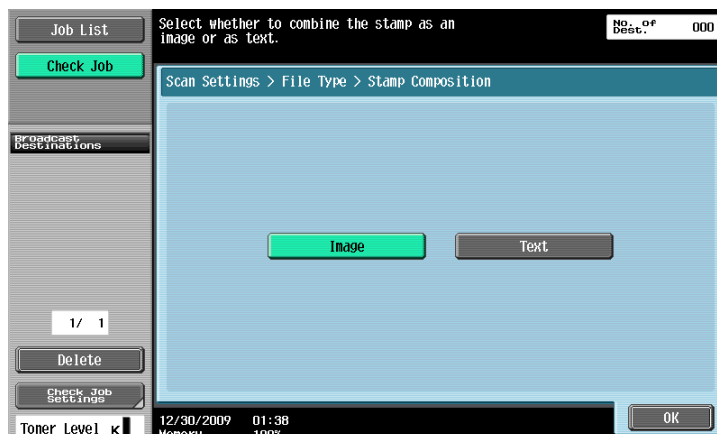 Job List
Check Job
Broadcast
Destinations
1/ 1
Delete
Check Job
Settings
Toner Level K
Select whether to combine the stamp as an
image or as text.
No. of
Dest. 000
Scan Settings > File Type > Stamp Composition
Image
Text
12/30/2009 01:38
Memory 100%
OK